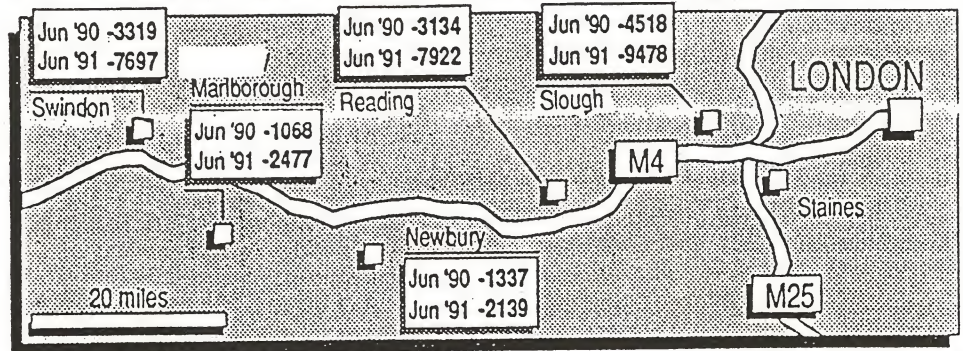 Jun '90 -3319
Jun '91 -7697
Swindon
Marlborough
Jun '90 -1068
Jun '91 -2477
Jun '90 -3134
Jun '91 -7922
Reading
Jun '90 -4518
Jun '91 -9478
Slough
LONDON
M4
Staines
Newbury
Jun '90 -1337
Jun '91 -2139
M25
20 miles